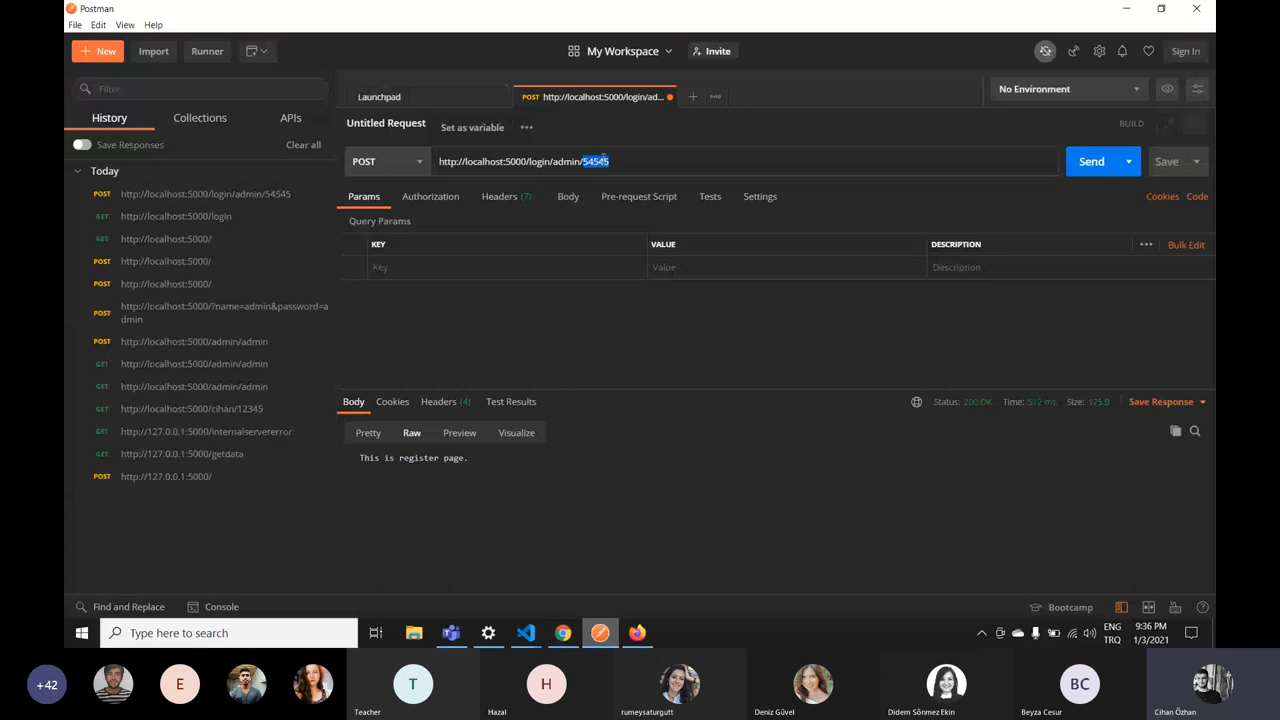 Postman
File Edit View Help
New Import Runner My Workspace Invite Sign In
Filter
Launchpad POST http://localhost:5000/login/ad... No Environment
History Collections APIs
Untitled Request Set as variable BUILD
Save Responses Clear all
POST http://localhost:5000/login/admin/54545 Send Save
Today
POST http://localhost:5000/login/admin/54545
GET http://localhost:5000/login
GET http://localhost:5000/
POST http://localhost:5000/
POST http://localhost:5000/
POST http://localhost:5000/?name=admin&password=a
dmin
POST http://localhost:5000/admin/admin
GET http://localhost:5000/admin/admin
GET http://localhost:5000/admin/admin
GET http://localhost:5000/cihan/12345
GET http://127.0.0.1:5000/internalservererror
GET http://127.0.0.1:5000/getdata
POST http://127.0.0.1:5000/
Params Authorization Headers (7) Body Pre-request Script Tests Settings Cookies Code
Query Params
KEY VALUE DESCRIPTION Bulk Edit
Key Value Description
Body Cookies Headers (4) Test Results Status: 200 OK Time: 512 ms Size: 175 B Save Response
Pretty Raw Preview Visualize
This is register page.
Find and Replace Console Bootcamp
Type here to search ENG 9:36 PM
TRQ 1/3/2021
+42 E T H BC
Teacher Hazal rumeysaturgutt Deniz Güvel Didem Sönmez Ekin Beyza Cesur Cihan Özhan